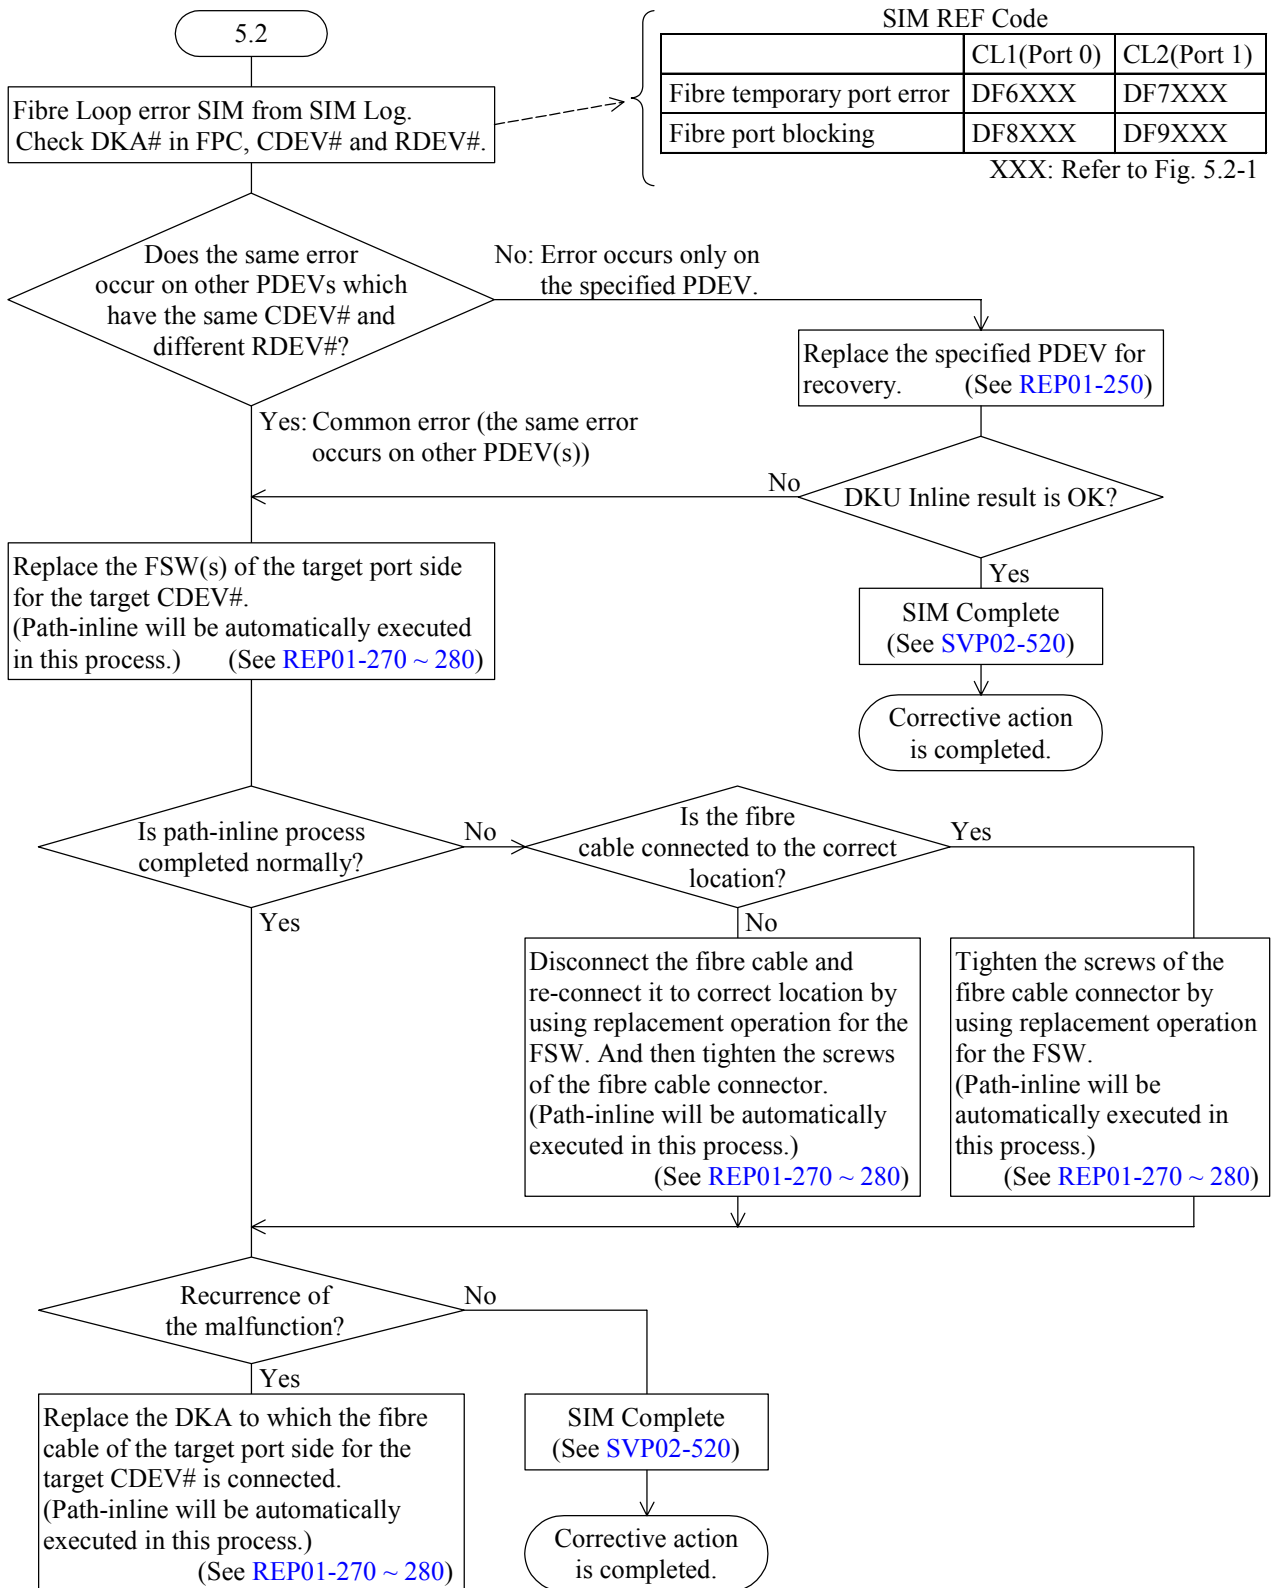 5.2
Fibre Loop error SIM from SIM Log.
Check DKA# in FPC, CDEV# and RDEV#.
SIM REF Code
CL1(Port 0) CL2(Port 1)
Fibre temporary port error DF6XXX DF7XXX
Fibre port blocking DF8XXX DF9XXX
XXX: Refer to Fig. 5.2-1
Does the same error
occur on other PDEVs which
have the same CDEV# and
different RDEV#?
No: Error occurs only on
the specified PDEV.
Replace the specified PDEV for
recovery. (See REP01-250)
Yes: Common error (the same error
occurs on other PDEV(s))
No
DKU Inline result is OK?
Yes
SIM Complete
(See SVP02-520)
Corrective action
is completed.
Replace the FSW(s) of the target port side
for the target CDEV#.
(Path-inline will be automatically executed
in this process.) (See REP01-270 ~ 280)
Is path-inline process
completed normally?
No
Yes
Is the fibre
cable connected to the correct
location?
Yes
No
Disconnect the fibre cable and
re-connect it to correct location by
using replacement operation for the
FSW. And then tighten the screws
of the fibre cable connector.
(Path-inline will be automatically
executed in this process.)
(See REP01-270 ~ 280)
Tighten the screws of the
fibre cable connector by
using replacement operation
for the FSW.
(Path-inline will be
automatically executed in
this process.)
(See REP01-270 ~ 280)
Recurrence of
the malfunction?
No
Yes
Replace the DKA to which the fibre
cable of the target port side for the
target CDEV# is connected.
(Path-inline will be automatically
executed in this process.)
(See REP01-270 ~ 280)
SIM Complete
(See SVP02-520)
Corrective action
is completed.